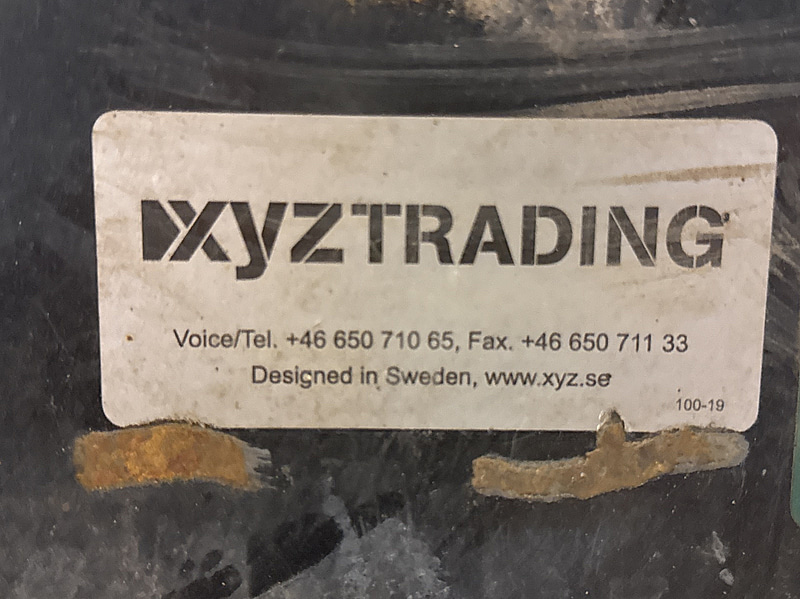 XYZTRADING
Voice/Tel. +46 650 710 65, Fax. +46 650 711 33
Designed in Sweden, www.xyz.se
100-19